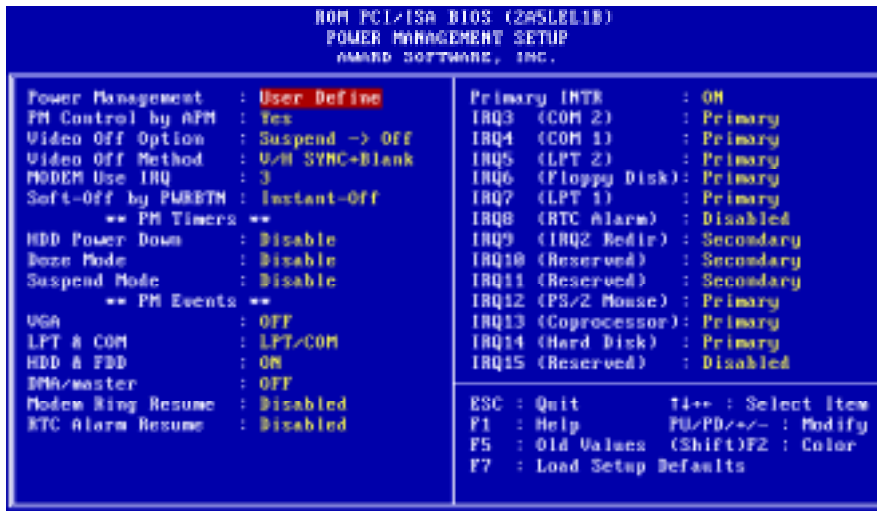 ROM PCI/ISA BIOS (2A5LEL1B)
POWER MANAGEMENT SETUP
AWARD SOFTWARE, INC.
Power Management : User Define
PM Control by APM : Yes
Video Off Option : Suspend -> Off
Video Off Method : V/H SYNC+Blank
MODEM Use IRQ : 3
Soft-Off by PWRBTN : Instant-Off
** PM Timers **
HDD Power Down : Disable
Doze Mode : Disable
Suspend Mode : Disable
** PM Events **
VGA : OFF
LPT & COM : LPT/COM
HDD & FDD : ON
DMA/master : OFF
Modem Ring Resume : Disabled
RTC Alarm Resume : Disabled
Primary INTR : ON
IRQ3 (COM 2) : Primary
IRQ4 (COM 1) : Primary
IRQ5 (LPT 2) : Primary
IRQ6 (Floppy Disk): Primary
IRQ7 (LPT 1) : Primary
IRQ8 (RTC Alarm) : Disabled
IRQ9 (IRQ2 Redir) : Secondary
IRQ10 (Reserved) : Secondary
IRQ11 (Reserved) : Secondary
IRQ12 (PS/2 Mouse) : Primary
IRQ13 (Coprocessor): Primary
IRQ14 (Hard Disk) : Primary
IRQ15 (Reserved) : Disabled
ESC : Quit ↑↓→← : Select Item
F1 : Help PU/PD/+/- : Modify
F5 : Old Values (Shift)F2 : Color
F7 : Load Setup Defaults